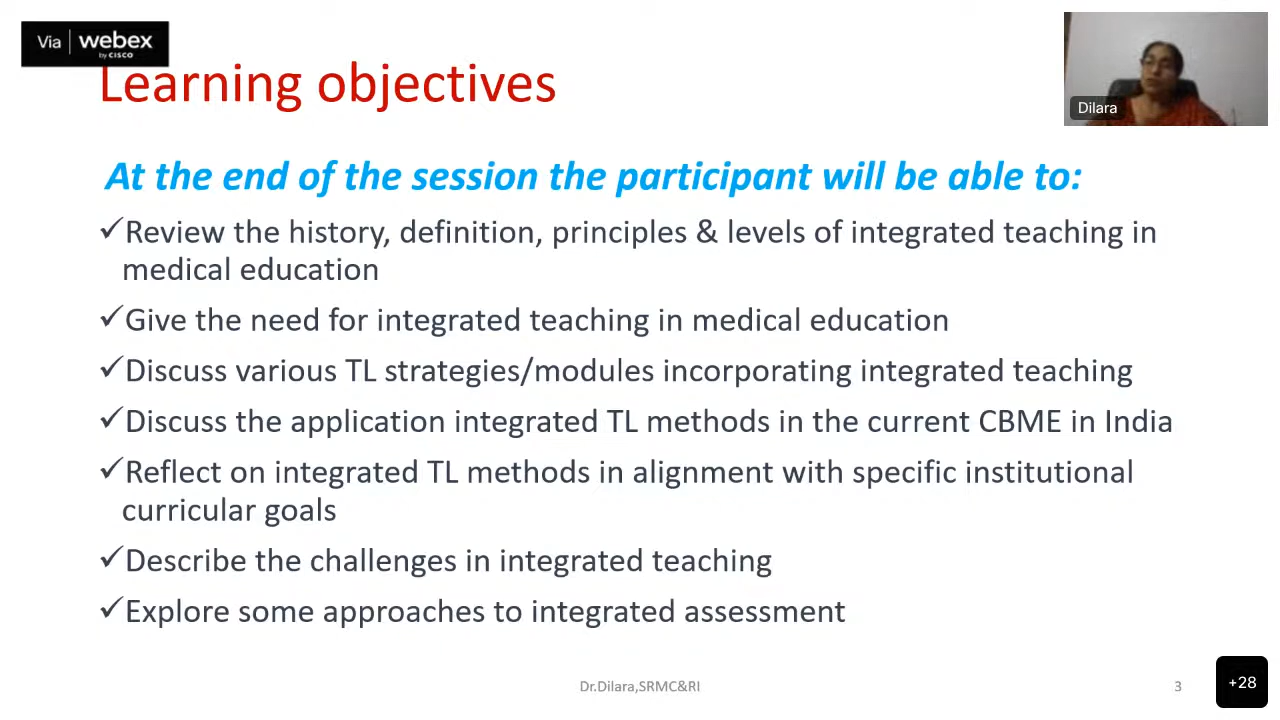 Via webex
by CISCO
Learning objectives
Dilara
At the end of the session the participant will be able to:
✓Review the history, definition, principles & levels of integrated teaching in
medical education
✓Give the need for integrated teaching in medical education
✓Discuss various TL strategies/modules incorporating integrated teaching
✓Discuss the application integrated TL methods in the current CBME in India
✓Reflect on integrated TL methods in alignment with specific institutional
curricular goals
✓Describe the challenges in integrated teaching
✓Explore some approaches to integrated assessment
Dr.Dilara,SRMC&RI
3
+28